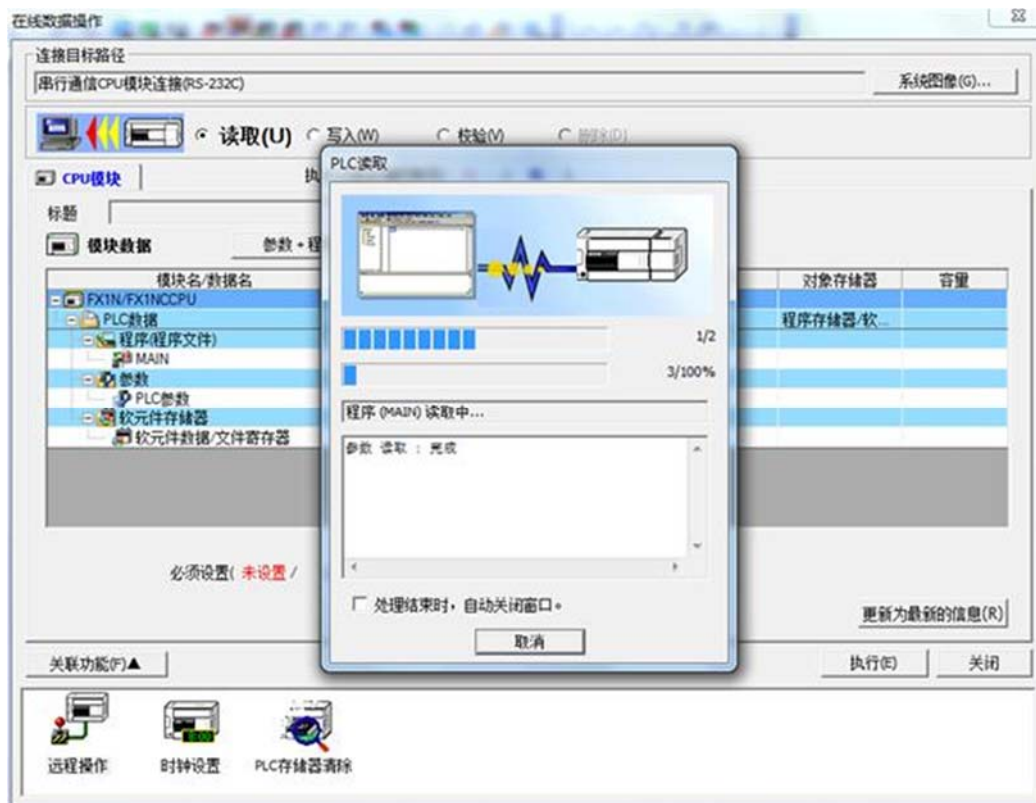 在线数据操作
连接目标路径
串行通信CPU模块连接(RS-232C)
系统图像(G)...
读取(U) 写入(W) 校验(V) 删除(D)
PLC读取
CPU模块
执
标题
模块数据
参数+程
模块名/数据名 对象存储器 容量
FX1N/FX1NCCPU
PLC数据 程序存储器/软...
程序(程序文件)
MAIN
参数
PLC参数
软元件存储器
软元件数据/文件寄存器
1/2
3/100%
程序 (MAIN) 读取中...
参数 读取 : 完成
必须设置( 未设置 /
处理结束时，自动关闭窗口。
更新为最新的信息(R)
取消
关联功能(F)▲
执行(E) 关闭
远程操作 时钟设置 PLC存储器清除